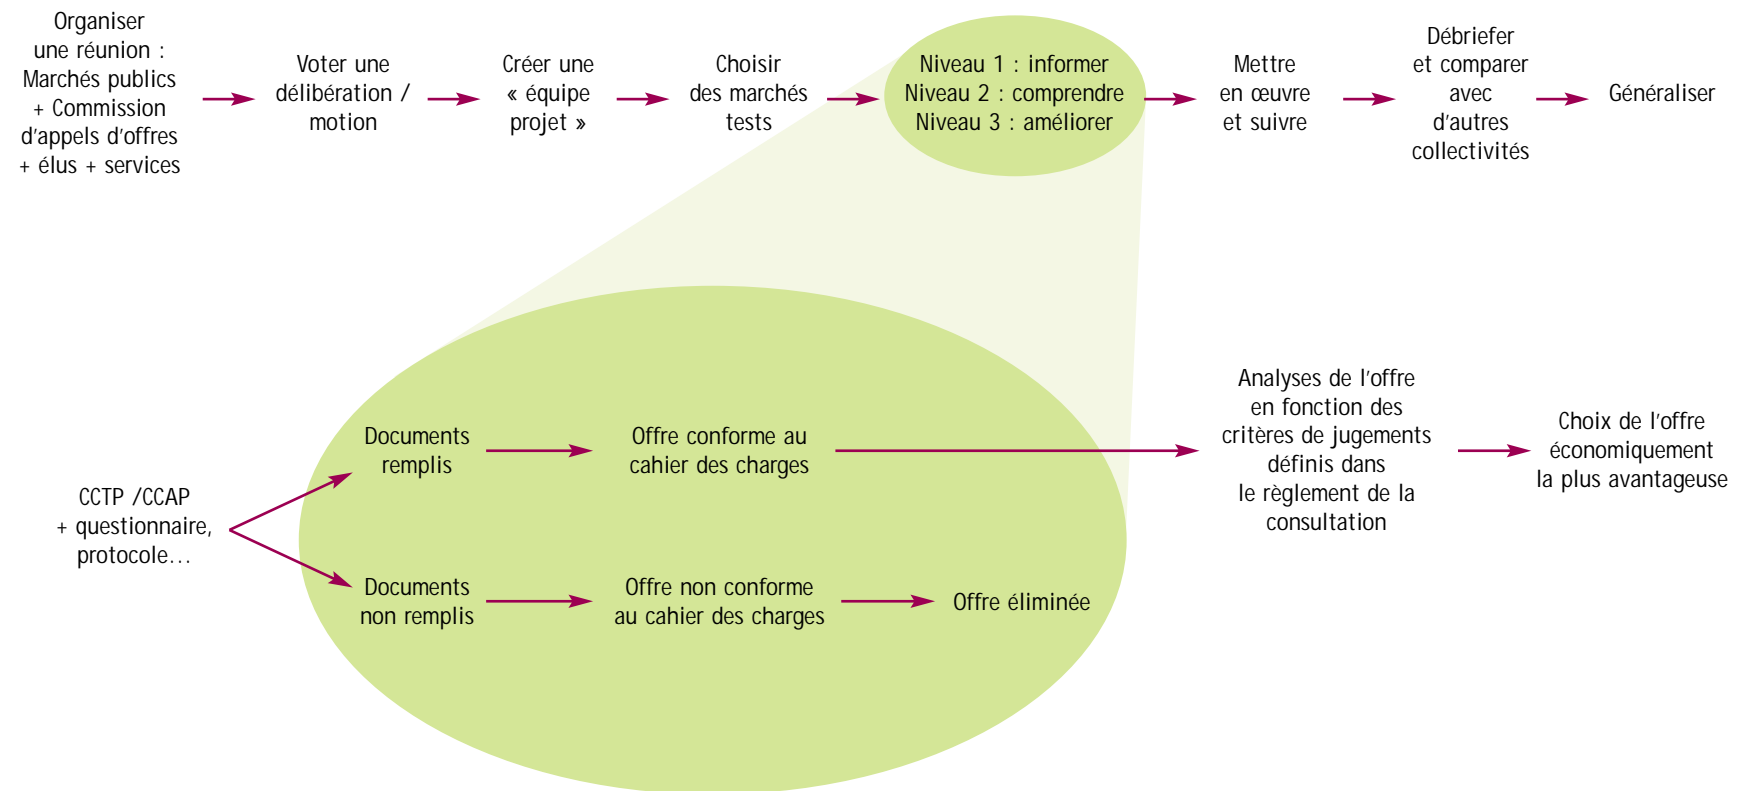 Organiser
une réunion :
Marchés publics
+ Commission
d'appels d'offres
+ élus + services
Voter une
délibération /
motion
Créer une
« équipe
projet »
Choisir
des marchés
tests
Niveau 1 : informer
Niveau 2 : comprendre
Niveau 3 : améliorer
Mettre
en œuvre
et suivre
Débriefer
et comparer
avec
d'autres
collectivités
Généraliser
CCTP /CCAP
+ questionnaire,
protocole…
Documents
remplis
Offre conforme au
cahier des charges
Analyses de l'offre
en fonction des
critères de jugements
définis dans
le règlement de la
consultation
Choix de l'offre
économiquement
la plus avantageuse
Documents
non remplis
Offre non conforme
au cahier des charges
Offre éliminée